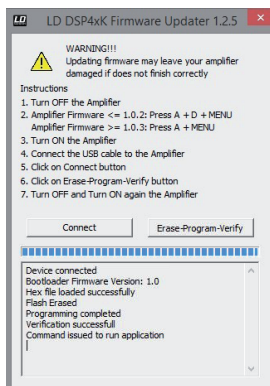 LD
LD DSP4xK Firmware Updater 1.2.5
×
WARNING!!!
Updating firmware may leave your amplifier
damaged if does not finish correctly
Instructions
1. Turn OFF the Amplifier
2. Amplifier Firmware <= 1.0.2: Press A + D + MENU
Amplifier Firmware >= 1.0.3: Press A + MENU
3. Turn ON the Amplifier
4. Connect the USB cable to the Amplifier
5. Click on Connect button
6. Click on Erase-Program-Verify button
7. Turn OFF and Turn ON again the Amplifier
Connect
Erase-Program-Verify
Device connected
Bootloader Firmware Version: 1.0
Hex file loaded successfully
Flash Erased
Programming completed
Verification successfull
Command issued to run application